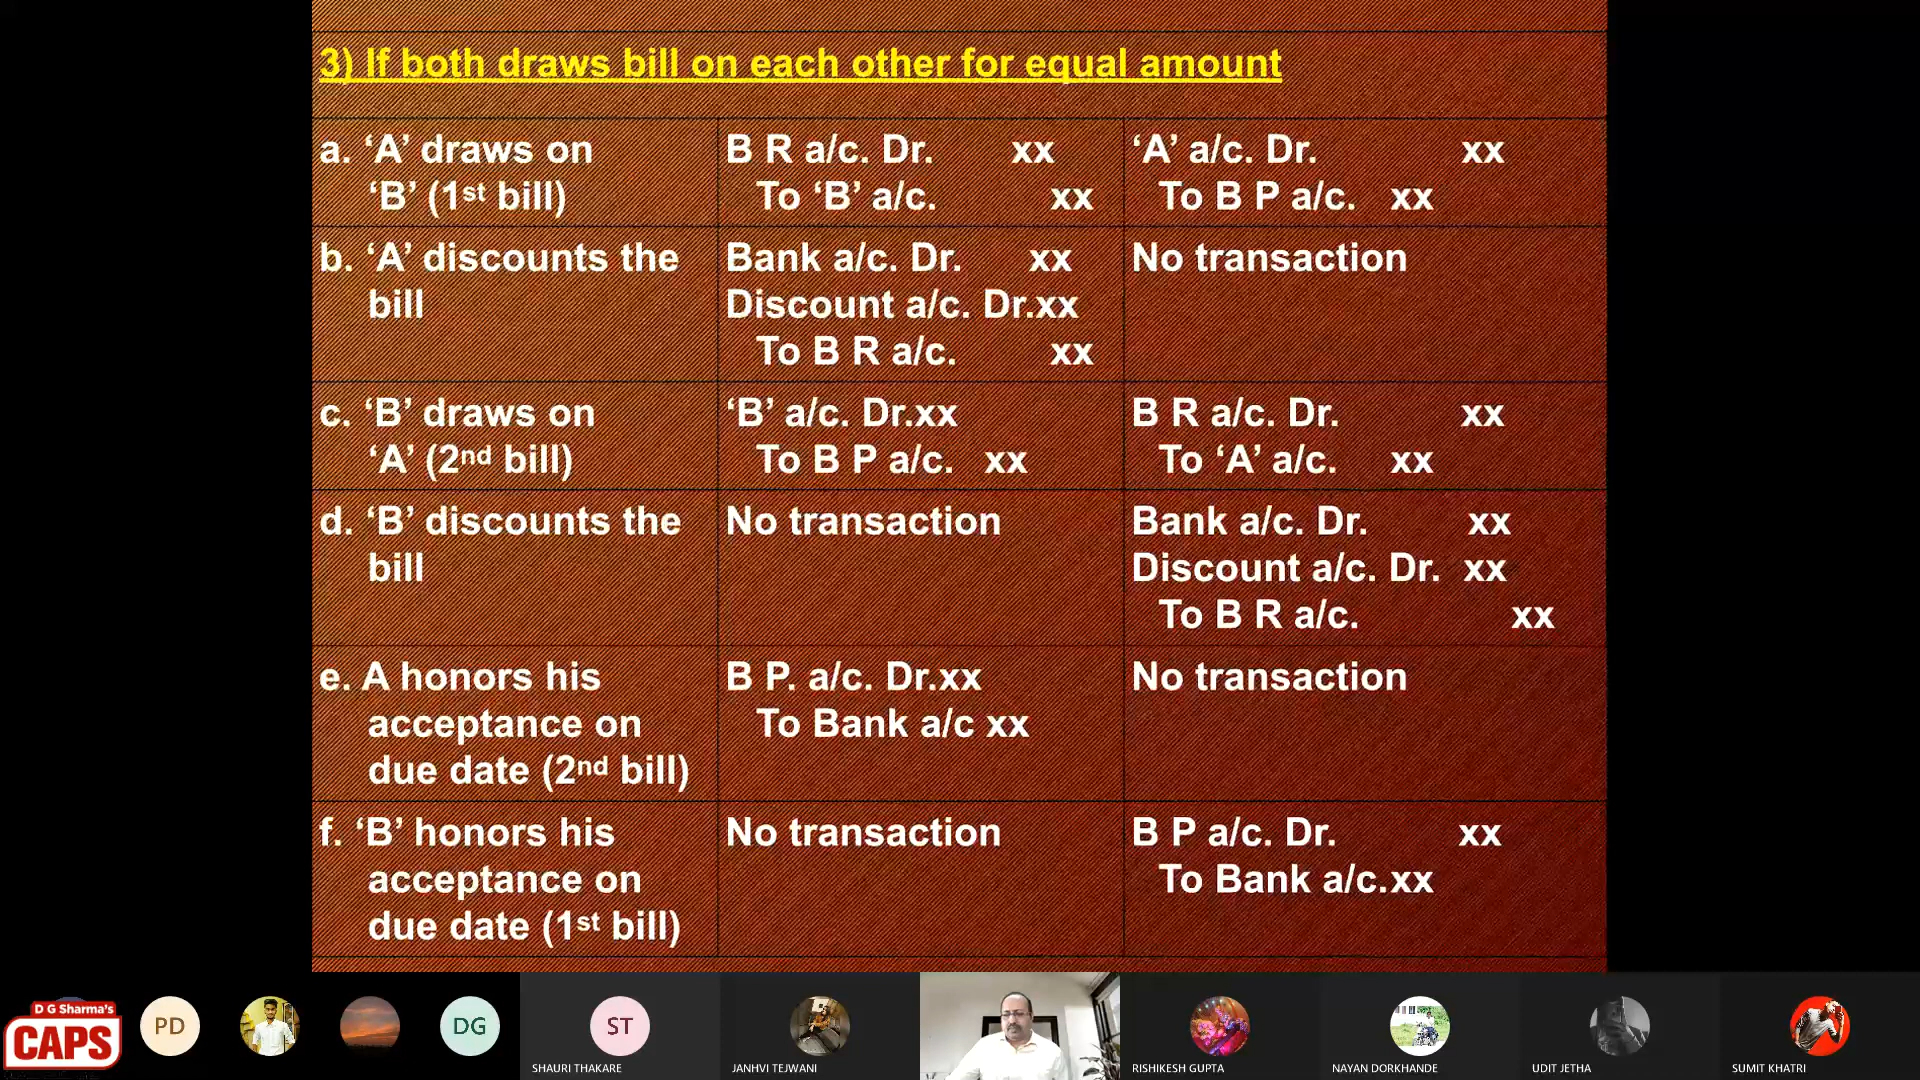 3) If both draws bill on each other for equal amount
a. ‘A’ draws on
‘B’ (1st bill)
B R a/c. Dr. xx
To ‘B’ a/c. xx
‘A’ a/c. Dr. xx
To B P a/c. xx
b. ‘A’ discounts the
bill
Bank a/c. Dr. xx
Discount a/c. Dr.xx
To B R a/c. xx
No transaction
c. ‘B’ draws on
‘A’ (2nd bill)
‘B’ a/c. Dr.xx
To B P a/c. xx
B R a/c. Dr. xx
To ‘A’ a/c. xx
d. ‘B’ discounts the
bill
No transaction
Bank a/c. Dr. xx
Discount a/c. Dr. xx
To B R a/c. xx
e. A honors his
acceptance on
due date (2nd bill)
B P. a/c. Dr.xx
To Bank a/c xx
No transaction
f. ‘B’ honors his
acceptance on
due date (1st bill)
No transaction
B P a/c. Dr. xx
To Bank a/c.xx
D G Sharma's
CAPS
PD
DG
ST
SHAURI THAKARE
JANHVI TEJWANI
RISHIKESH GUPTA
NAYAN DORKHANDE
UDIT JETHA
SUMIT KHATRI